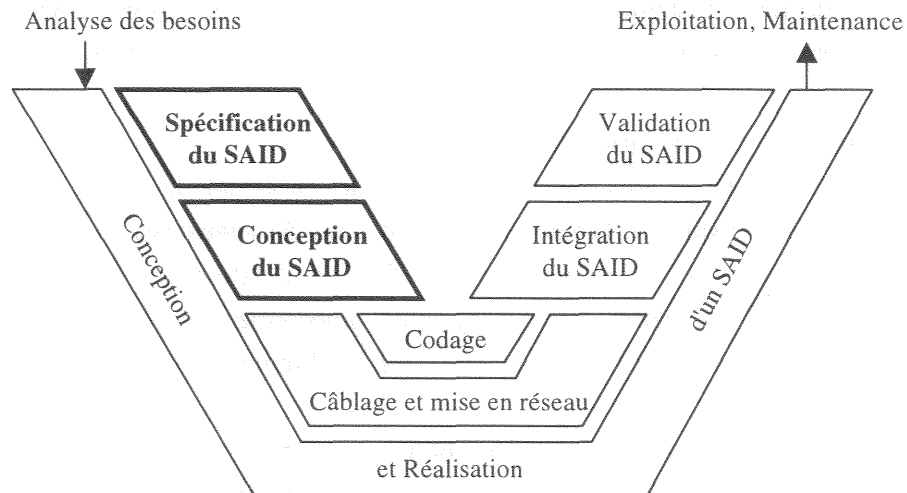 Analyse des besoins
Exploitation, Maintenance
Spécification
du SAID
Validation
du SAID
Conception
du SAID
Intégration
du SAID
Conception
d'un SAID
Codage
Câblage et mise en réseau
et Réalisation